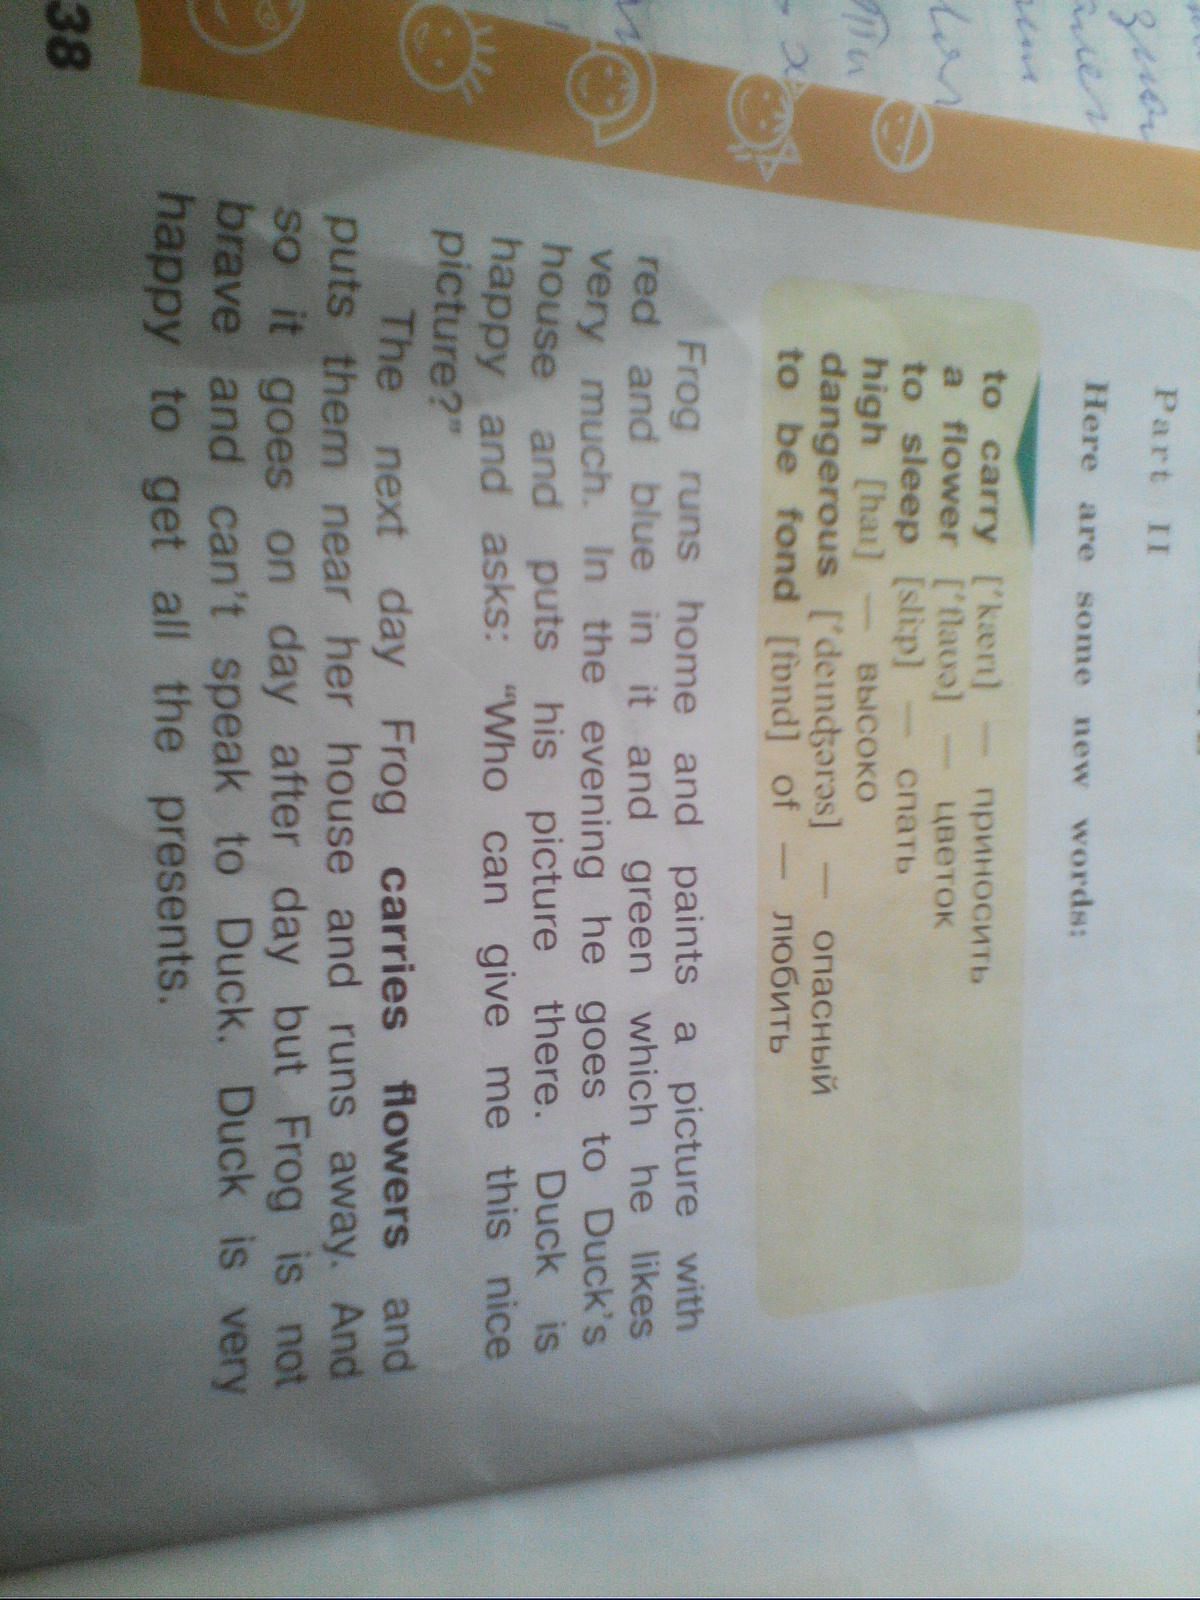 Part II
Here are some new words:
to carry [ˈkærɪ] — приносить
a flower [ˈflaʊə] — цветок
to sleep [sliːp] — спать
high [haɪ] — высоко
dangerous [ˈdeɪndʒərəs] — опасный
to be fond [fɒnd] of — любить
Frog runs home and paints a picture with
red and blue in it and green which he likes
very much. In the evening he goes to Duck's
house and puts his picture there. Duck is
happy and asks: “Who can give me this nice
picture?”
The next day Frog carries flowers and
puts them near her house and runs away. And
so it goes on day after day but Frog is not
brave and can't speak to Duck. Duck is very
happy to get all the presents.
38